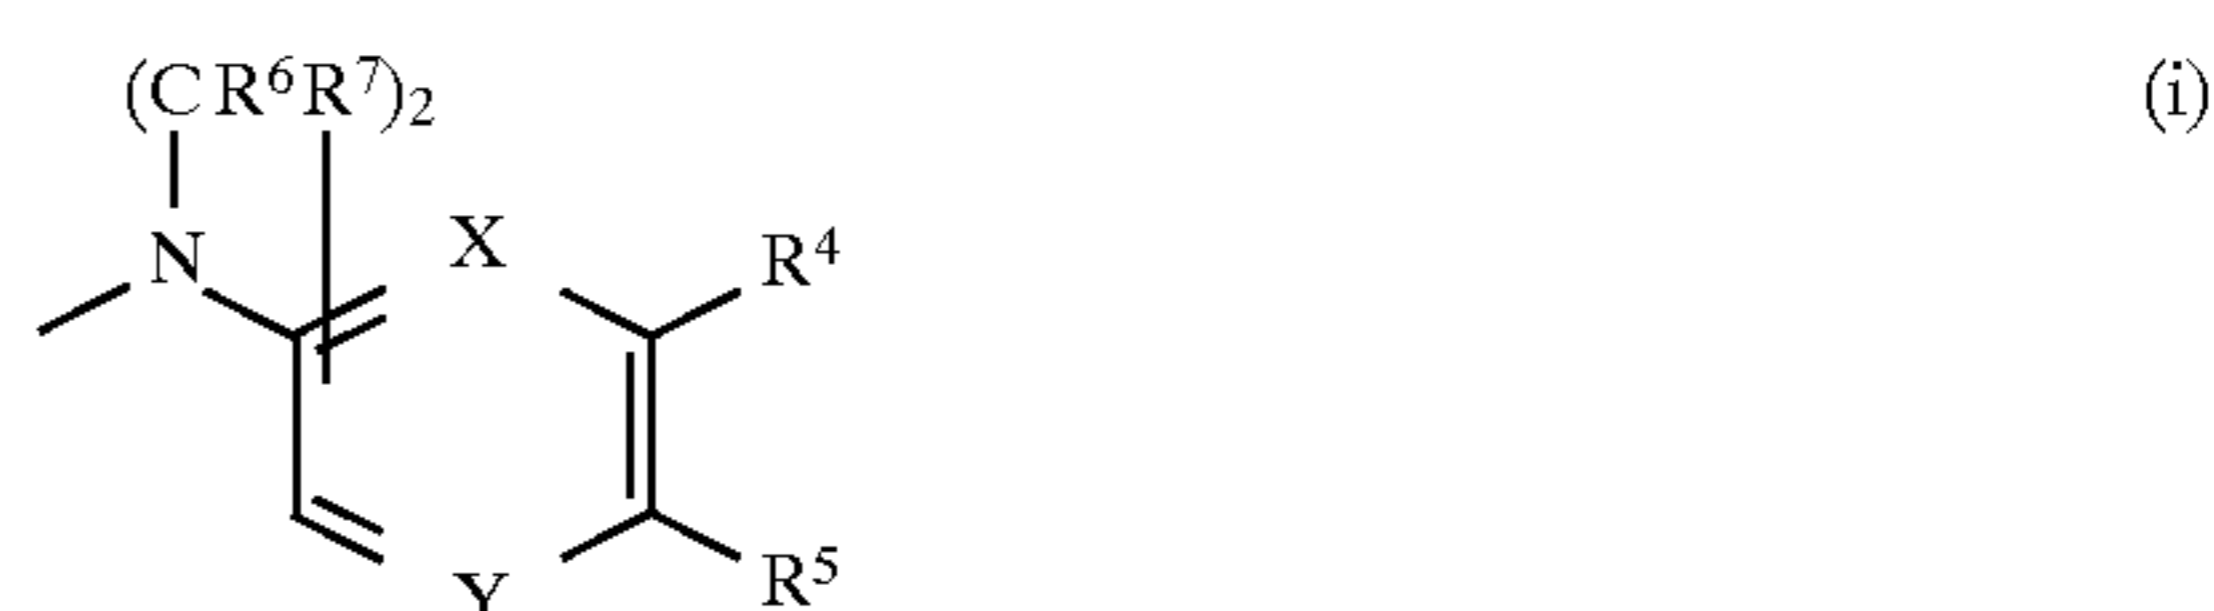 (CR⁶R⁷)₂ (i)
N X R⁴
Y R⁵